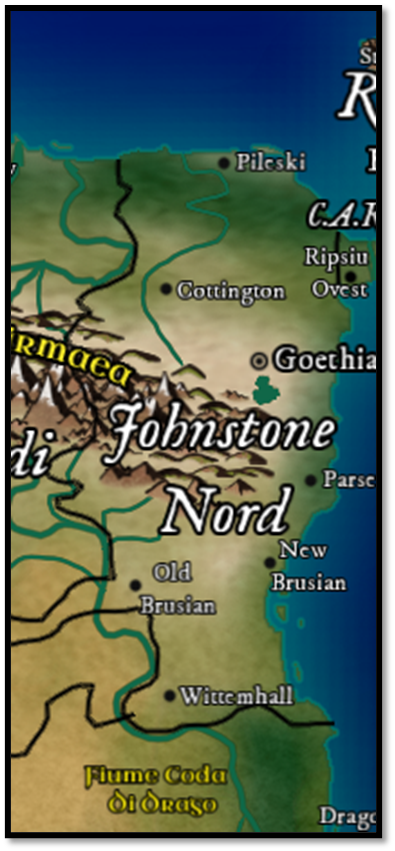 R
Pileski
C.A.R
Ripsiu
Ovest
Cottington
Goethia
irmaea
Johnstone
di
Parse
Nord
New
Brusian
Old
Brusian
Wittemhall
Fiume Coda
di drago
Drago